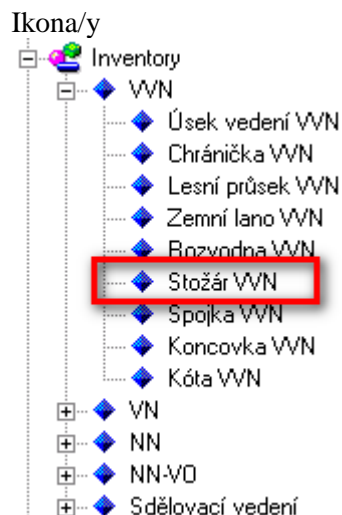 Ikona/y
Inventory
VVN
Úsek vedení VVN
Chránička VVN
Lesní průsek VVN
Zemní lano VVN
Rozvodna VVN
Stožár VVN
Spojka VVN
Koncovka VVN
Kóta VVN
VN
NN
NN-VO
Sdělovací vedení